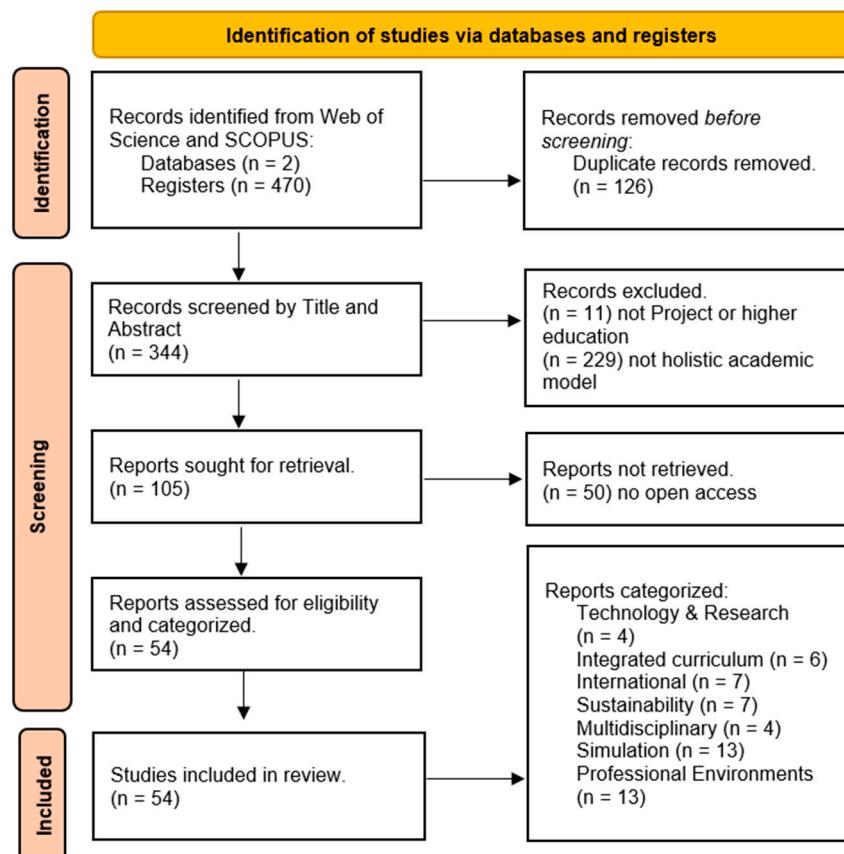 Identification of studies via databases and registers
Identification
Records identified from Web of
Science and SCOPUS:
Databases (n = 2)
Registers (n = 470)
Records removed before
screening:
Duplicate records removed.
(n = 126)
Screening
Records screened by Title and
Abstract
(n = 344)
Records excluded.
(n = 11) not Project or higher
education
(n = 229) not holistic academic
model
Reports sought for retrieval.
(n = 105)
Reports not retrieved.
(n = 50) no open access
Reports assessed for eligibility
and categorized.
(n = 54)
Reports categorized:
Technology & Research
(n = 4)
Integrated curriculum (n = 6)
International (n = 7)
Sustainability (n = 7)
Multidisciplinary (n = 4)
Simulation (n = 13)
Professional Environments
(n = 13)
Included
Studies included in review.
(n = 54)